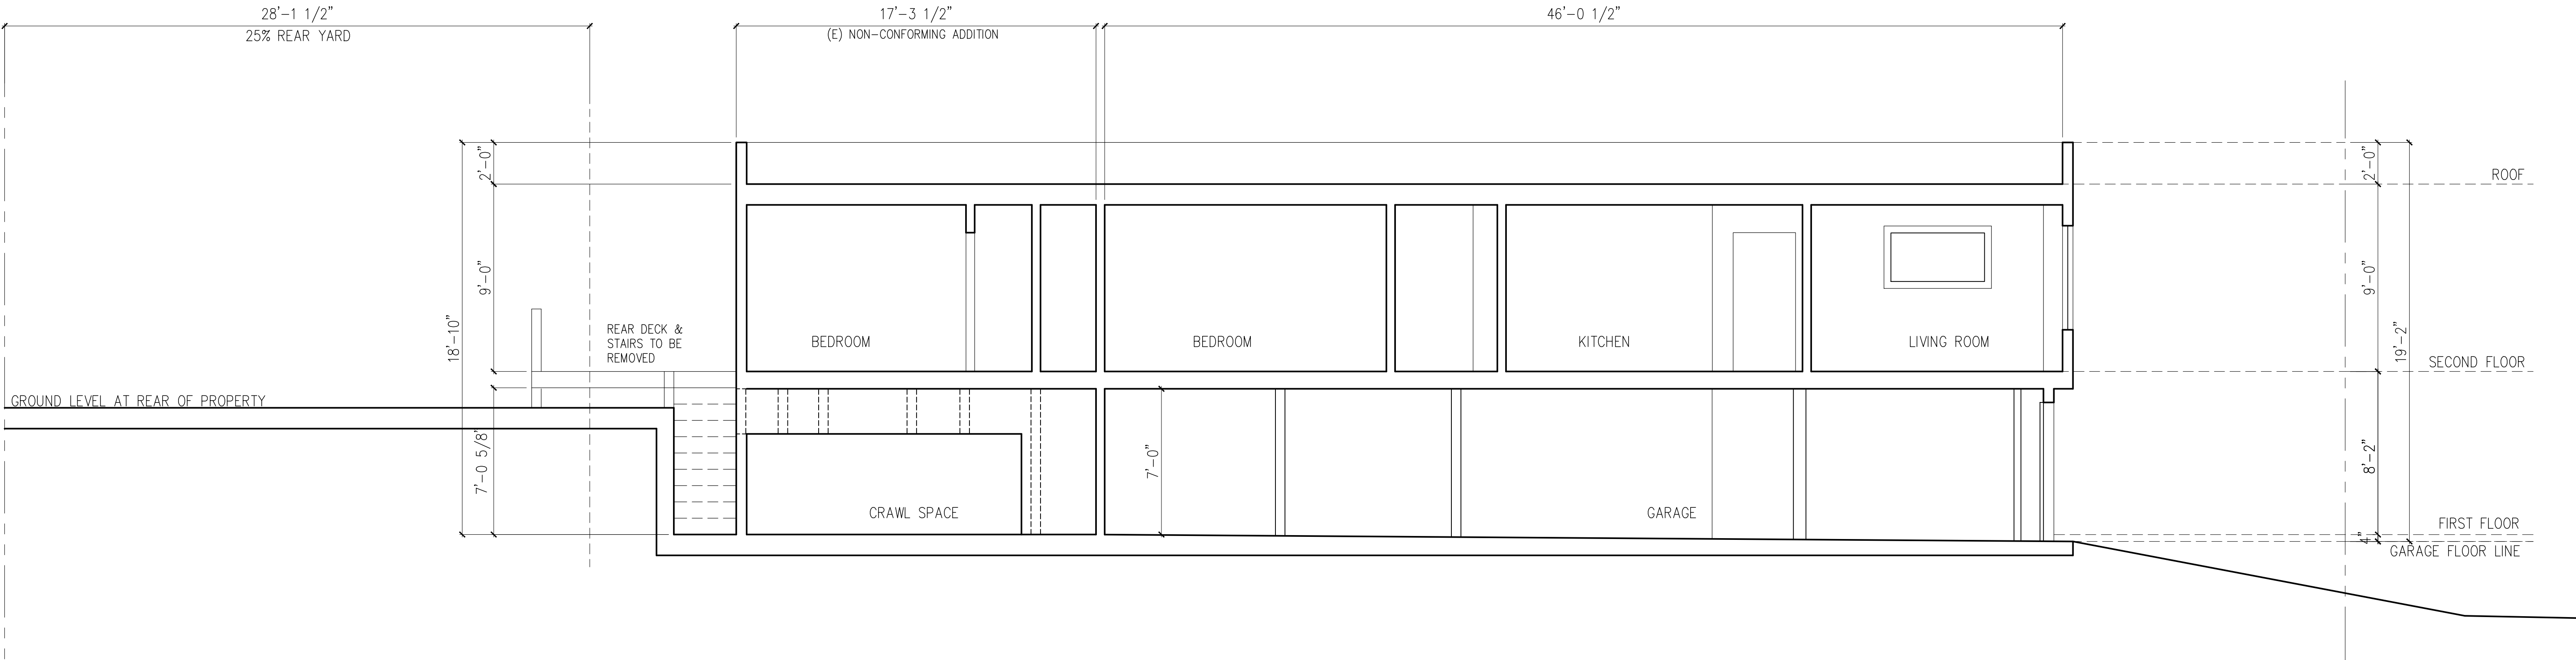 28'-1 1/2"
25% REAR YARD
17'-3 1/2"
(E) NON-CONFORMING ADDITION
46'-0 1/2"
2'-0"
9'-0"
18'-10"
7'-0 5/8"
REAR DECK &
STAIRS TO BE
REMOVED
GROUND LEVEL AT REAR OF PROPERTY
BEDROOM
BEDROOM
KITCHEN
LIVING ROOM
CRAWL SPACE
7'-0"
GARAGE
2'-0"
9'-0"
19'-2"
8'-2"
4"
ROOF
SECOND FLOOR
FIRST FLOOR
GARAGE FLOOR LINE